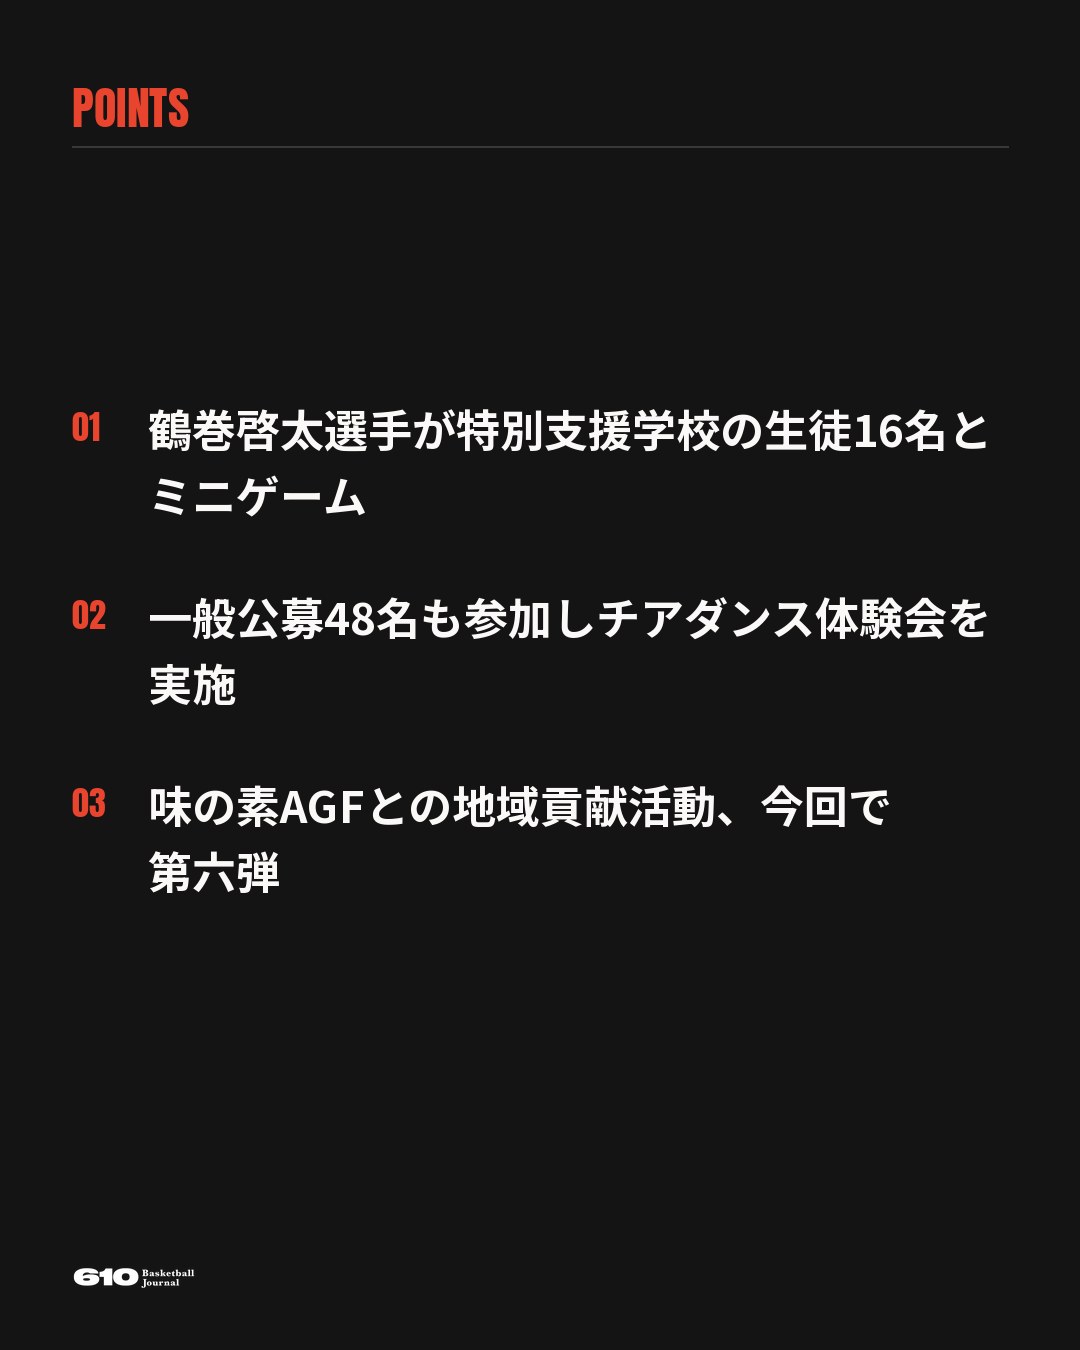 POINTS
01 鶴巻啓太選手が特別支援学校の生徒16名と
ミニゲーム
02 一般公募48名も参加しチアダンス体験会を
実施
03 味の素AGFとの地域貢献活動、今回で
第六弾
610 Basketball
Journal